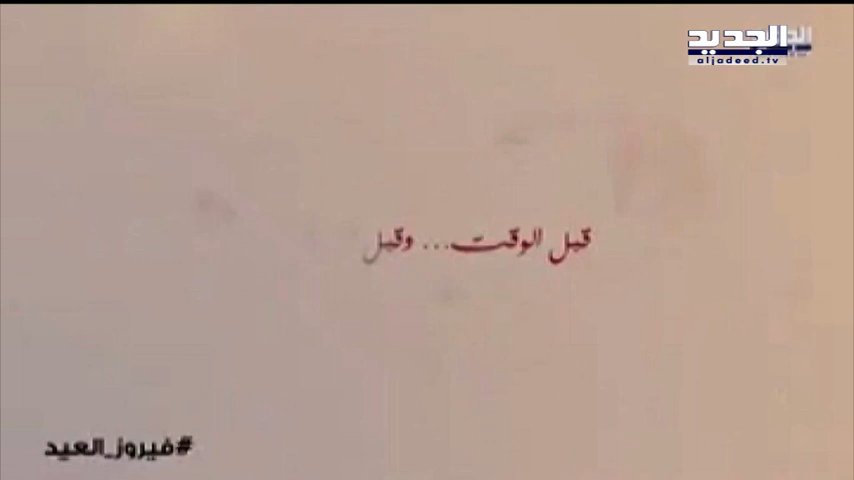 الجديد
aljadeed.tv
قبل الوقت... وقبل
#فيروز_العيد